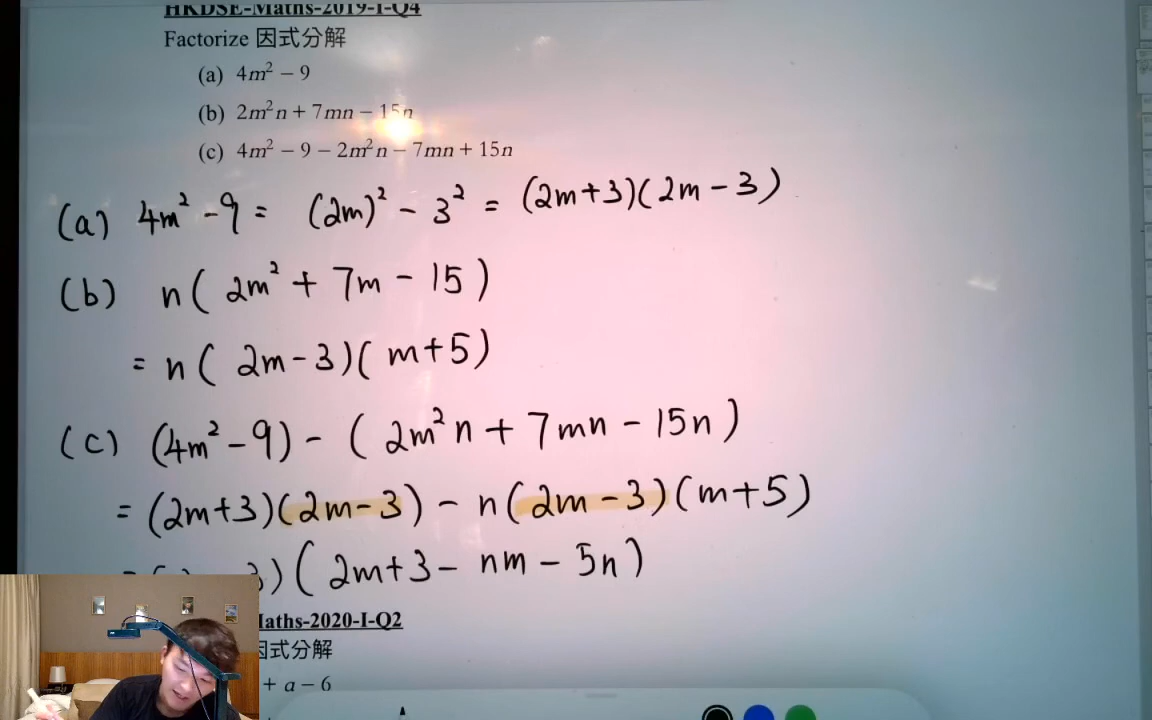 HKDSE-Maths-2019-I-Q4
Factorize 因式分解
(a) 4m² − 9
(b) 2m²n + 7mn − 15n
(c) 4m² − 9 − 2m²n − 7mn + 15n
(a) 4m² - 9 = (2m)² - 3² = (2m+3)(2m-3)
(b) n( 2m² + 7m - 15 )
= n( 2m-3)( m+5)
(c) (4m²-9) - ( 2m²n + 7mn - 15n )
= (2m+3)(2m-3) - n(2m-3)(m+5)
3)( 2m+3 - nm - 5n )
Maths-2020-I-Q2
因式分解
+ a − 6